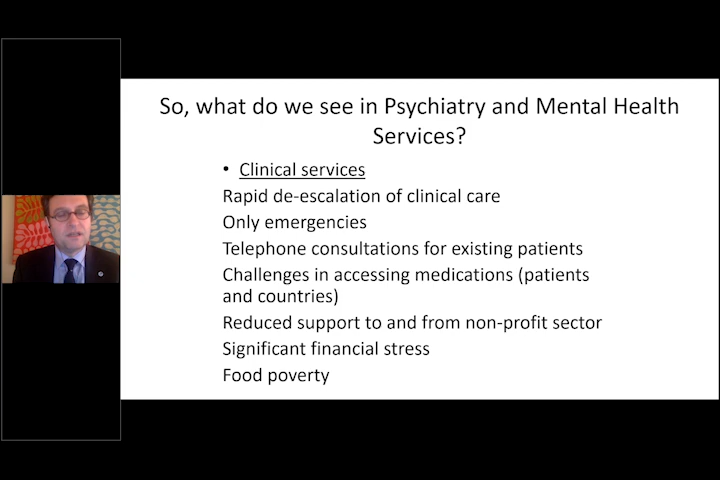 So, what do we see in Psychiatry and Mental Health
Services?
• Clinical services
Rapid de-escalation of clinical care
Only emergencies
Telephone consultations for existing patients
Challenges in accessing medications (patients
and countries)
Reduced support to and from non-profit sector
Significant financial stress
Food poverty